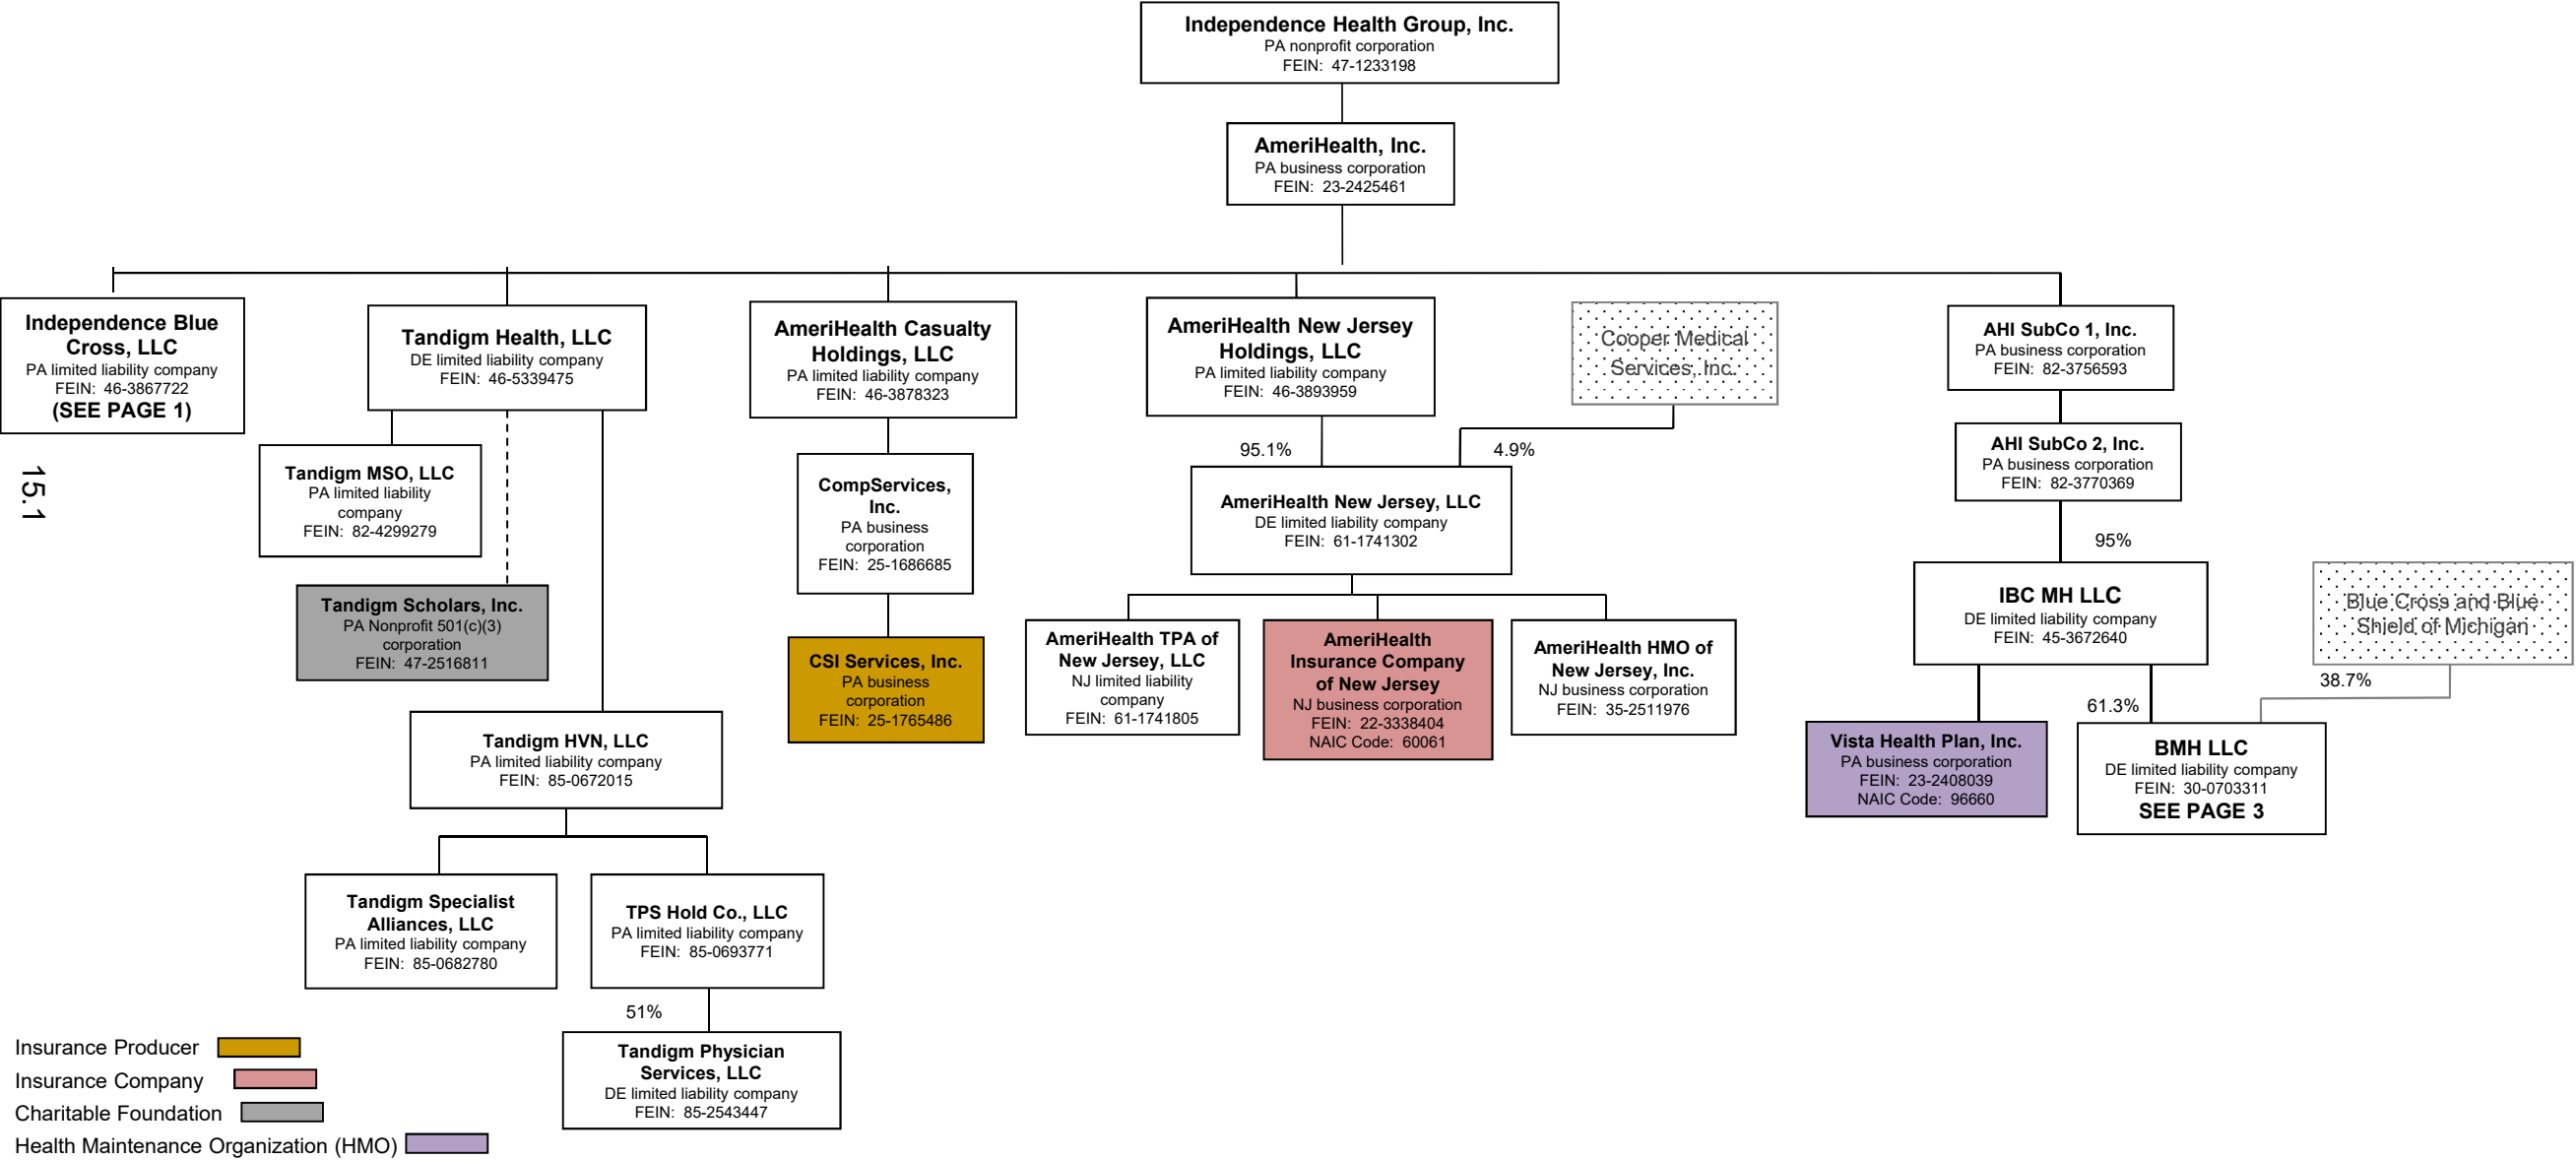 Independence Health Group, Inc.
PA nonprofit corporation
FEIN: 47-1233198
AmeriHealth, Inc.
PA business corporation
FEIN: 23-2425461
Independence Blue
Cross, LLC
PA limited liability company
FEIN: 46-3867722
(SEE PAGE 1)
Tandigm Health, LLC
DE limited liability company
FEIN: 46-5339475
AmeriHealth Casualty
Holdings, LLC
PA limited liability company
FEIN: 46-3878323
AmeriHealth New Jersey
Holdings, LLC
PA limited liability company
FEIN: 46-3893959
Cooper Medical
Services, Inc.
AHI SubCo 1, Inc.
PA business corporation
FEIN: 82-3756593
15.1
Tandigm MSO, LLC
PA limited liability
company
FEIN: 82-4299279
CompServices,
Inc.
PA business
corporation
FEIN: 25-1686685
95.1%
4.9%
AmeriHealth New Jersey, LLC
DE limited liability company
FEIN: 61-1741302
AHI SubCo 2, Inc.
PA business corporation
FEIN: 82-3770369
95%
IBC MH LLC
DE limited liability company
FEIN: 45-3672640
Blue Cross and Blue
Shield of Michigan
Tandigm Scholars, Inc.
PA Nonprofit 501(c)(3)
corporation
FEIN: 47-2516811
CSI Services, Inc.
PA business
corporation
FEIN: 25-1765486
AmeriHealth TPA of
New Jersey, LLC
NJ limited liability
company
FEIN: 61-1741805
AmeriHealth
Insurance Company
of New Jersey
NJ business corporation
FEIN: 22-3338404
NAIC Code: 60061
AmeriHealth HMO of
New Jersey, Inc.
NJ business corporation
FEIN: 35-2511976
38.7%
61.3%
Vista Health Plan, Inc.
PA business corporation
FEIN: 23-2408039
NAIC Code: 96660
BMH LLC
DE limited liability company
FEIN: 30-0703311
SEE PAGE 3
Tandigm HVN, LLC
PA limited liability company
FEIN: 85-0672015
Tandigm Specialist
Alliances, LLC
PA limited liability company
FEIN: 85-0682780
TPS Hold Co., LLC
PA limited liability company
FEIN: 85-0693771
51%
Tandigm Physician
Services, LLC
DE limited liability company
FEIN: 85-2543447
Insurance Producer
Insurance Company
Charitable Foundation
Health Maintenance Organization (HMO)